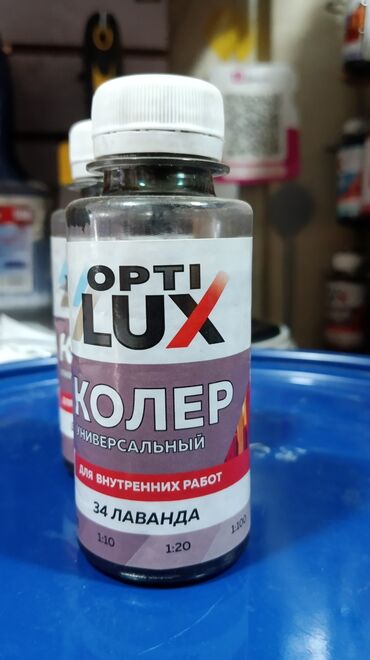 OPTI
LUX
КОЛЕР
УНИВЕРСАЛЬНЫЙ
ДЛЯ ВНУТРЕННИХ РАБОТ
34 ЛАВАНДА
1:10 1:20 1:100